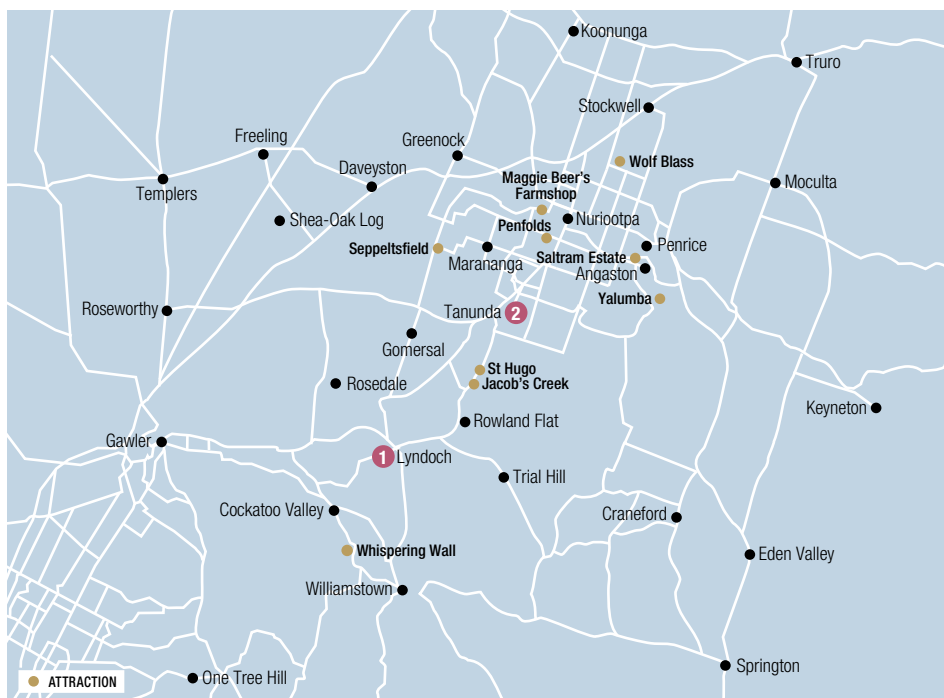 Koonunga
Truro
Stockwell
Freeling
Greenock
Wolf Blass
Daveyston
Maggie Beer's
Farmshop
Templers
Moculta
Shea-Oak Log
Nuriootpa
Penfolds
Seppeltsfield
Marananga
Penrice
Saltram Estate
Angaston
Yalumba
Roseworthy
Tanunda 2
Gomersal
St Hugo
Rosedale
Jacob's Creek
Keyneton
Rowland Flat
Gawler
1 Lyndoch
Trial Hill
Cockatoo Valley
Craneford
Whispering Wall
Eden Valley
Williamstown
Springton
One Tree Hill
ATTRACTION